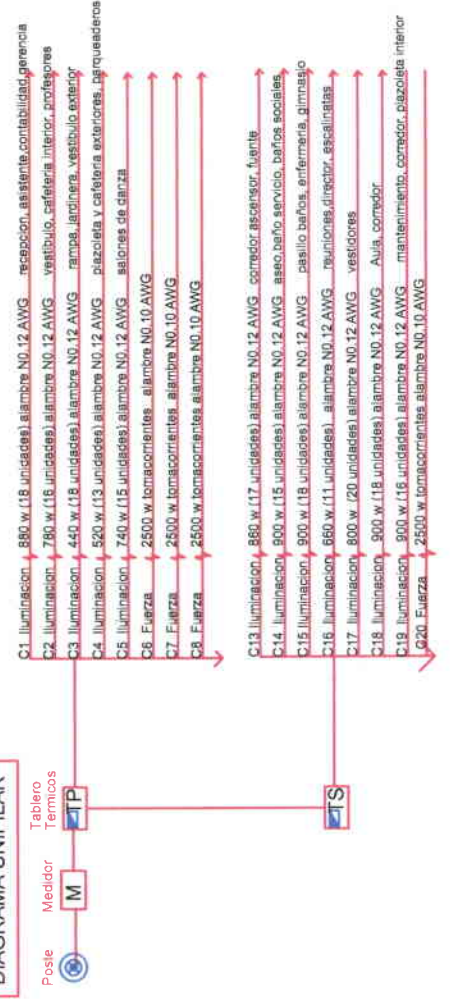 DIAGRAMA UNIFILAR
Poste
Medidor
Tablero
Termicos
M
TP
TS
C1 Iluminacion 880 w (18 unidades) alambre N0.12 AWG recepcion, asistente,contabilidad,gerencia
C2 Iluminacion 780 w (16 unidades) alambre N0.12 AWG vestibulo, cafeteria interior, profesores
C3 Iluminacion 440 w (18 unidades) alambre N0.12 AWG rampa, jardinera, vestibulo exterior
C4 Iluminacion 520 w (13 unidades) alambre N0.12 AWG plazoleta y cafeteria exteriores, parqueaderos
C5 Iluminacion 740 w (15 unidades) alambre N0.12 AWG salones de danza
C6 Fuerza 2500 w tomacorrientes alambre N0.10 AWG
C7 Fuerza 2500 w tomacorrientes alambre N0.10 AWG
C8 Fuerza 2500 w tomacorrientes alambre N0.10 AWG
C13 Iluminacion 860 w (17 unidades) alambre N0.12 AWG corredor ascensor, fuente
C14 Iluminacion 900 w (15 unidades) alambre N0.12 AWG aseo,baño servicio, baños sociales
C15 Iluminacion 900 w (18 unidades) alambre N0.12 AWG pasillo baños, enfermeria, gimnasio
C16 Iluminacion 660 w (11 unidades) alambre N0.12 AWG reuniones,director, escalinatas
C17 Iluminacion 800 w (20 unidades) alambre N0.12 AWG vestidores
C18 Iluminacion 900 w (18 unidades) alambre N0.12 AWG Aula, corredor
C19 Iluminacion 900 w (16 unidades) alambre N0.12 AWG mantenimiento, corredor, plazoleta interior
C20 Fuerza 2500 w tomacorrientes alambre N0.10 AWG